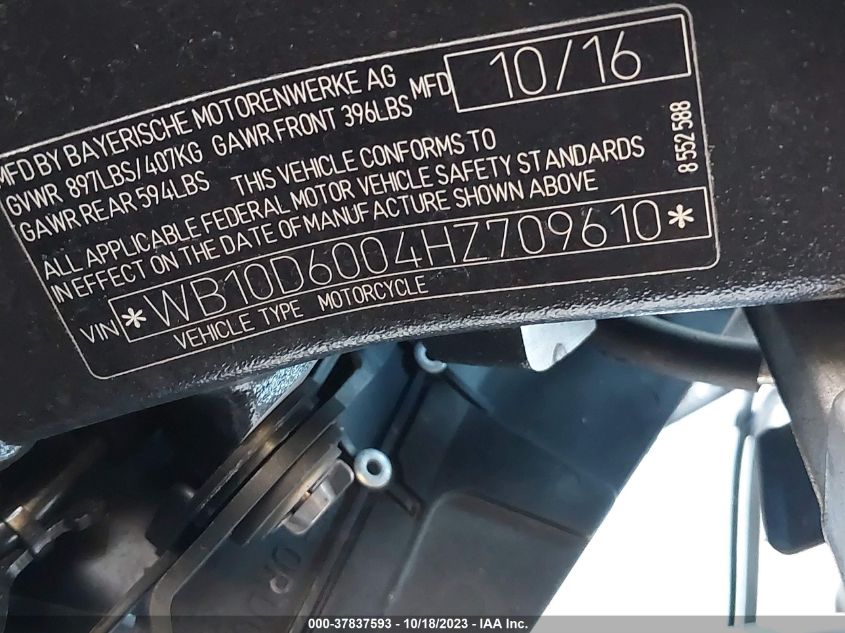 MFD BY BAYERISCHE MOTORENWERKE AG MFD 10/16
GVWR 897LBS/407KG GAWR FRONT 396LBS
GAWR REAR 594LBS THIS VEHICLE CONFORMS TO
ALL APPLICABLE FEDERAL MOTOR VEHICLE SAFETY STANDARDS
IN EFFECT ON THE DATE OF MANUFACTURE SHOWN ABOVE
8 552 588
VIN *WB10D6004HZ709610*
VEHICLE TYPE MOTORCYCLE
000-37837593 - 10/18/2023 - IAA Inc.